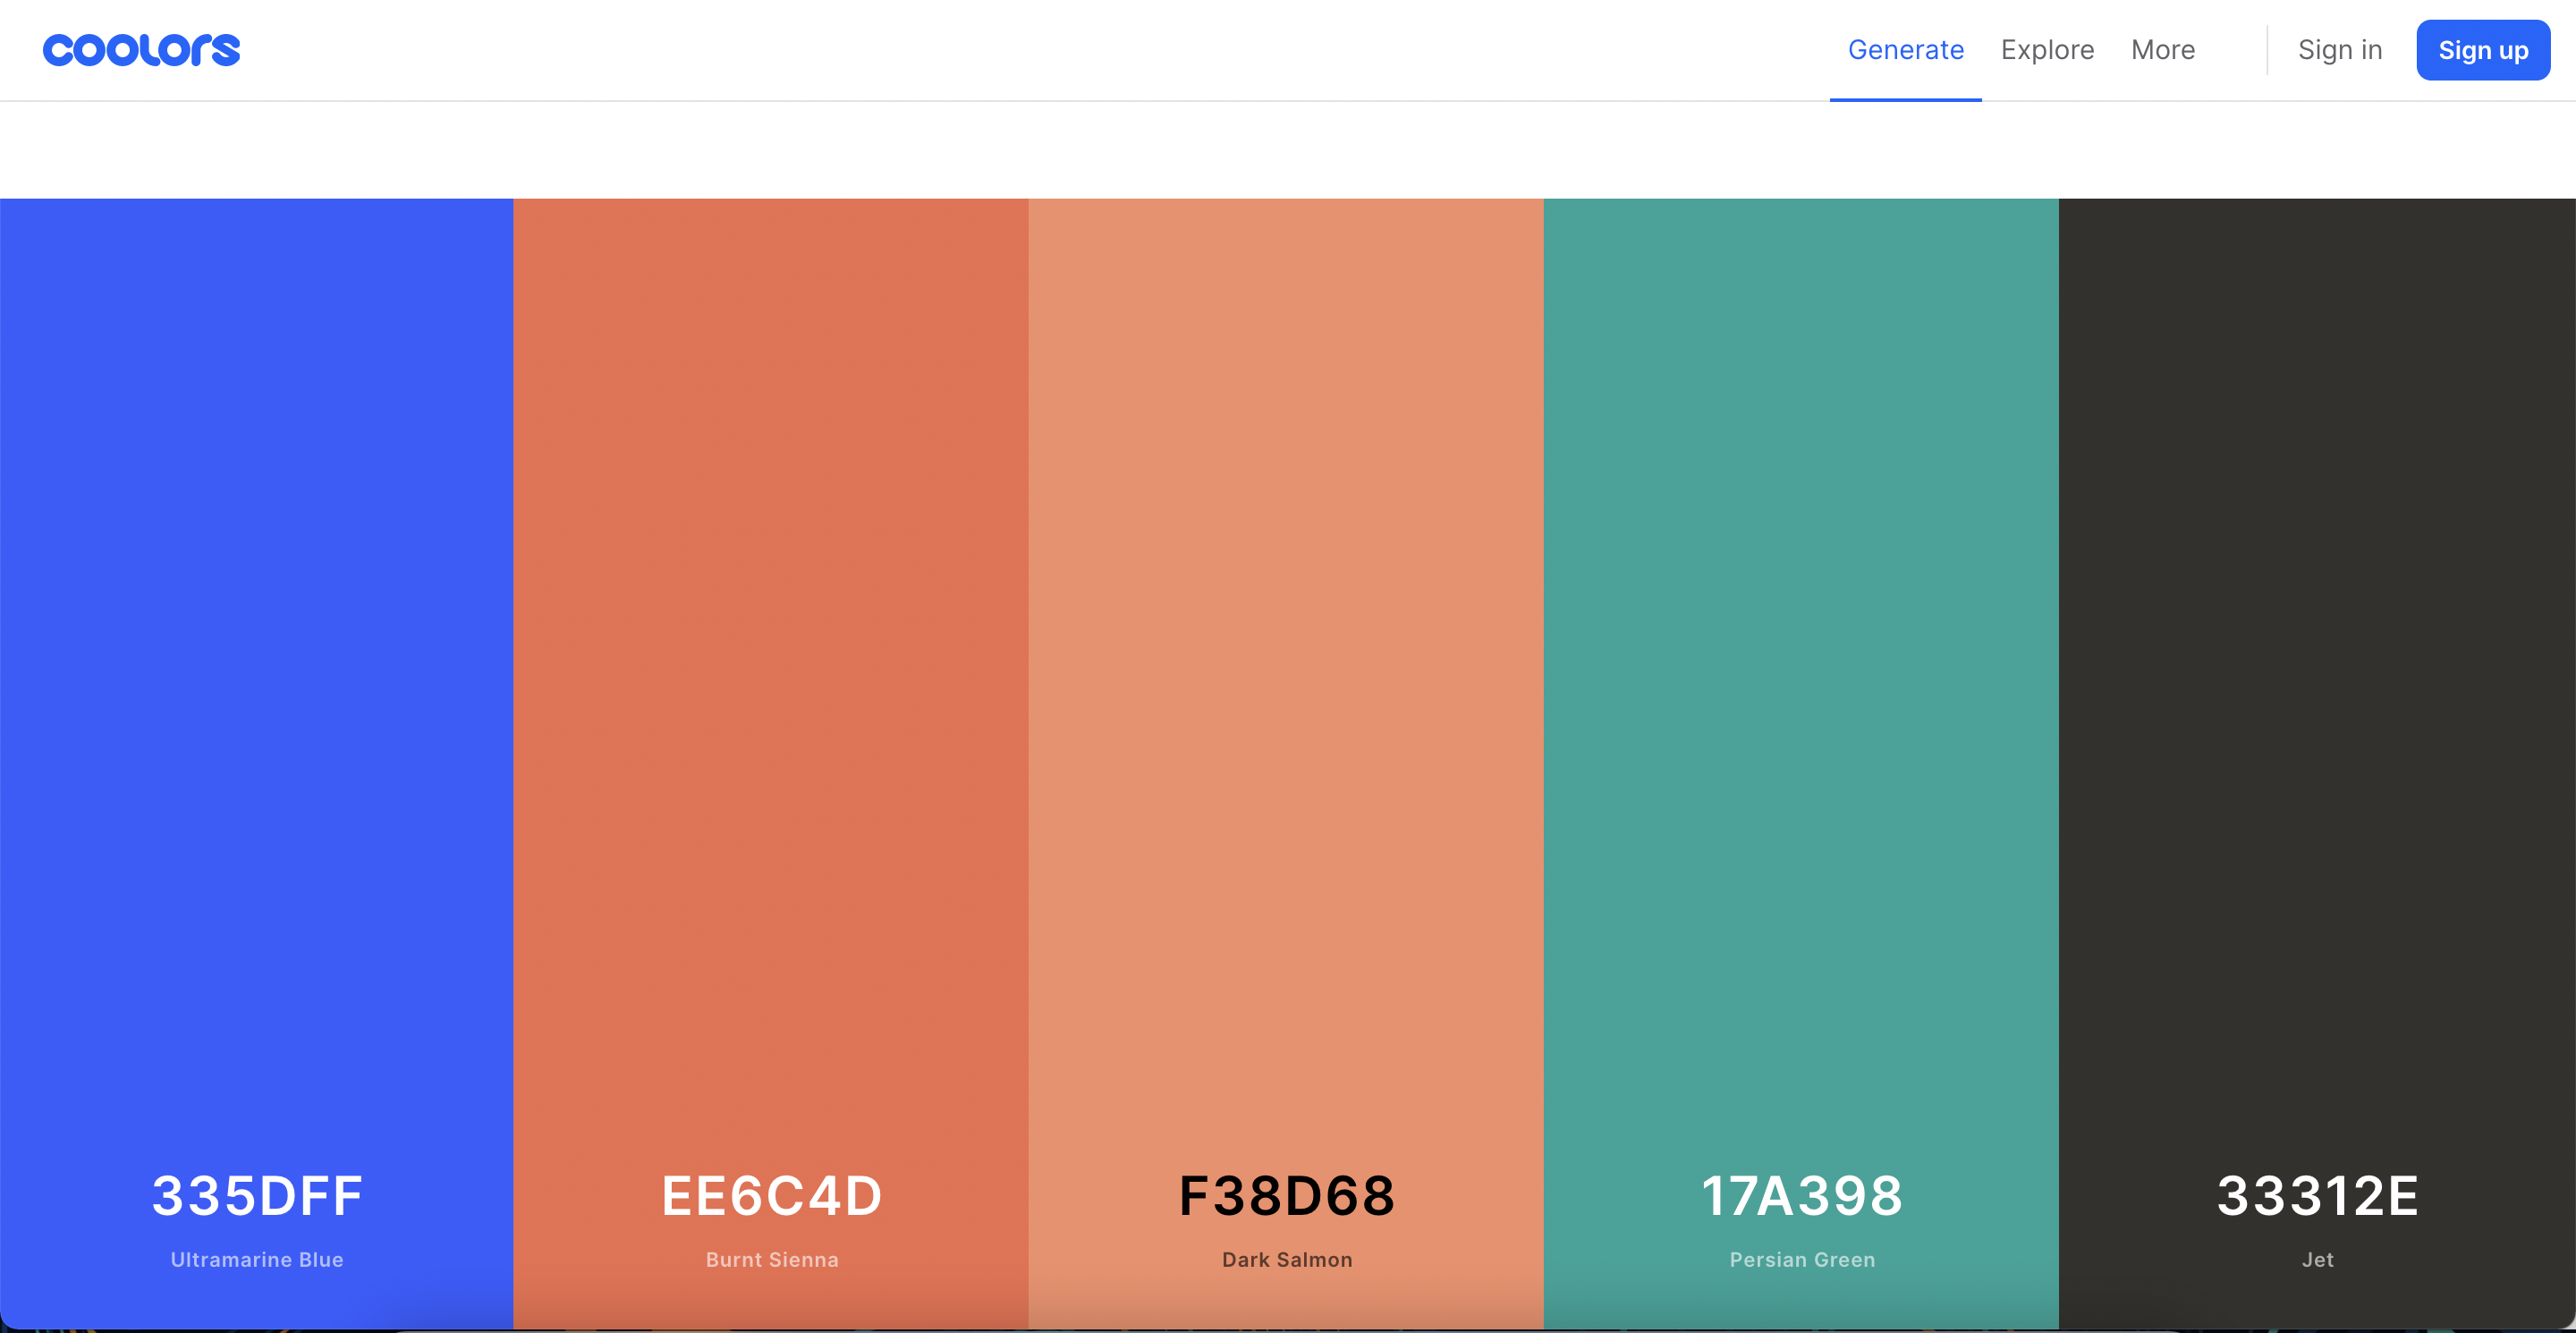 coolors
Generate Explore More Sign in Sign up
335DFF
Ultramarine Blue
EE6C4D
Burnt Sienna
F38D68
Dark Salmon
17A398
Persian Green
33312E
Jet